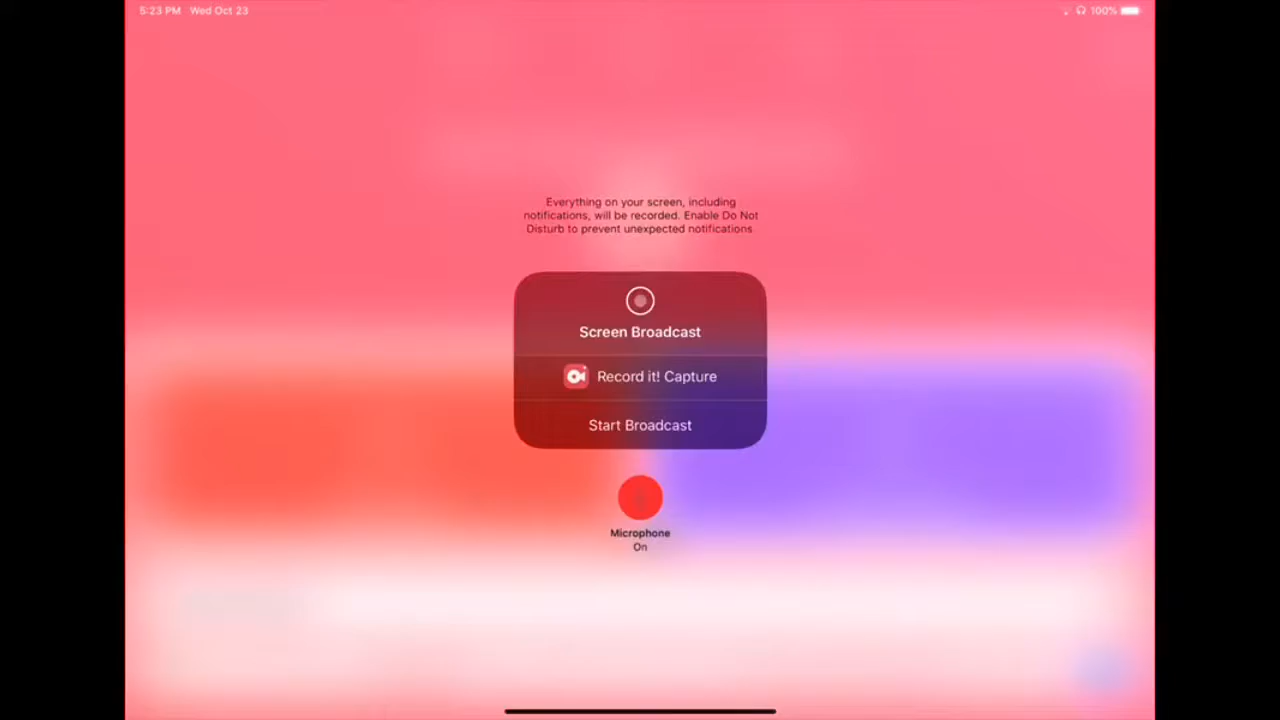 5:23 PM Wed Oct 23
100%
Everything on your screen, including
notifications, will be recorded. Enable Do Not
Disturb to prevent unexpected notifications.
Screen Broadcast
Record it! Capture
Start Broadcast
Microphone
On